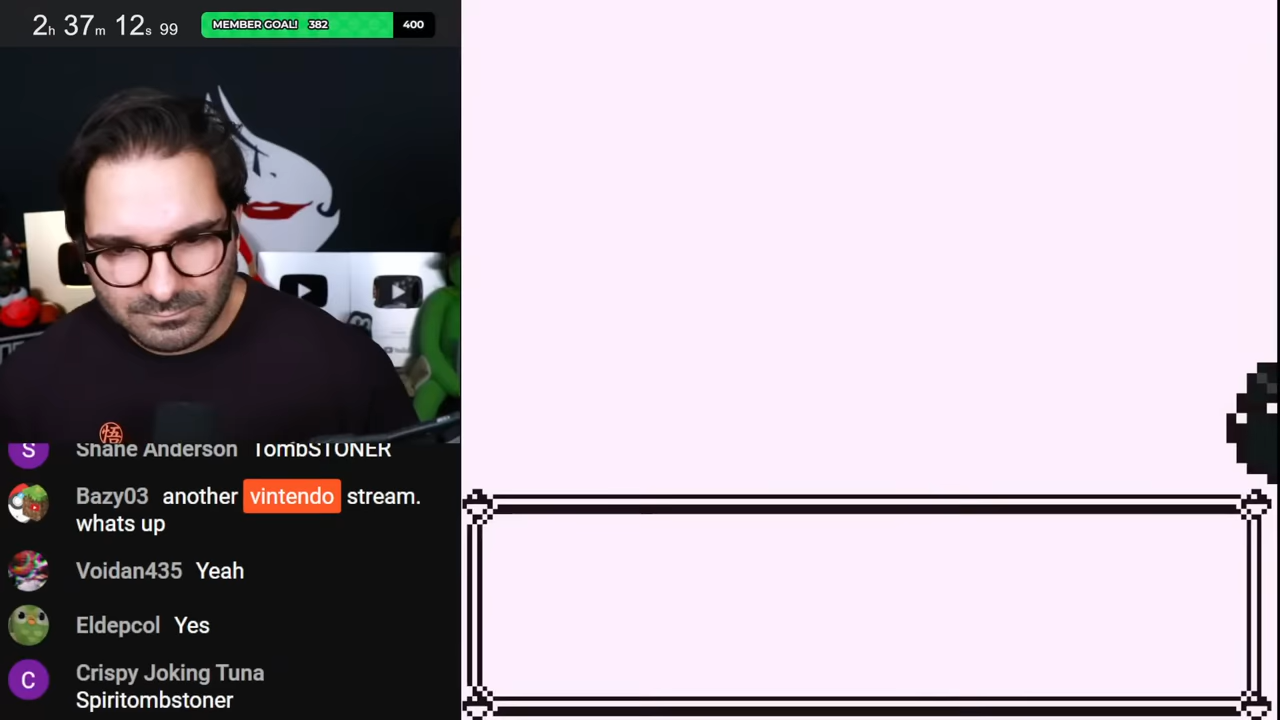 2h 37m 12s 99
MEMBER GOAL! 382 400
悟
Shane Anderson TombSTONER
Bazy03 another vintendo stream.
whats up
Voidan435 Yeah
Eldepcol Yes
Crispy Joking Tuna
Spiritombstoner